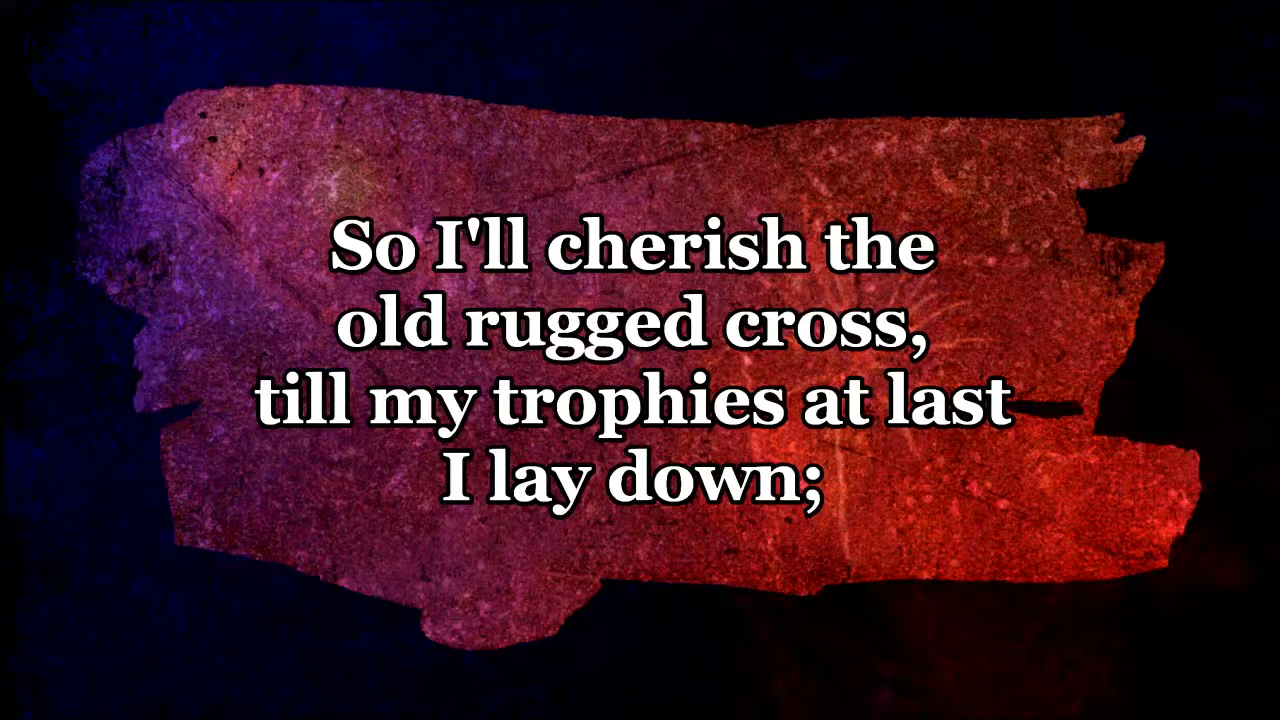 So I'll cherish the
old rugged cross,
till my trophies at last
I lay down;